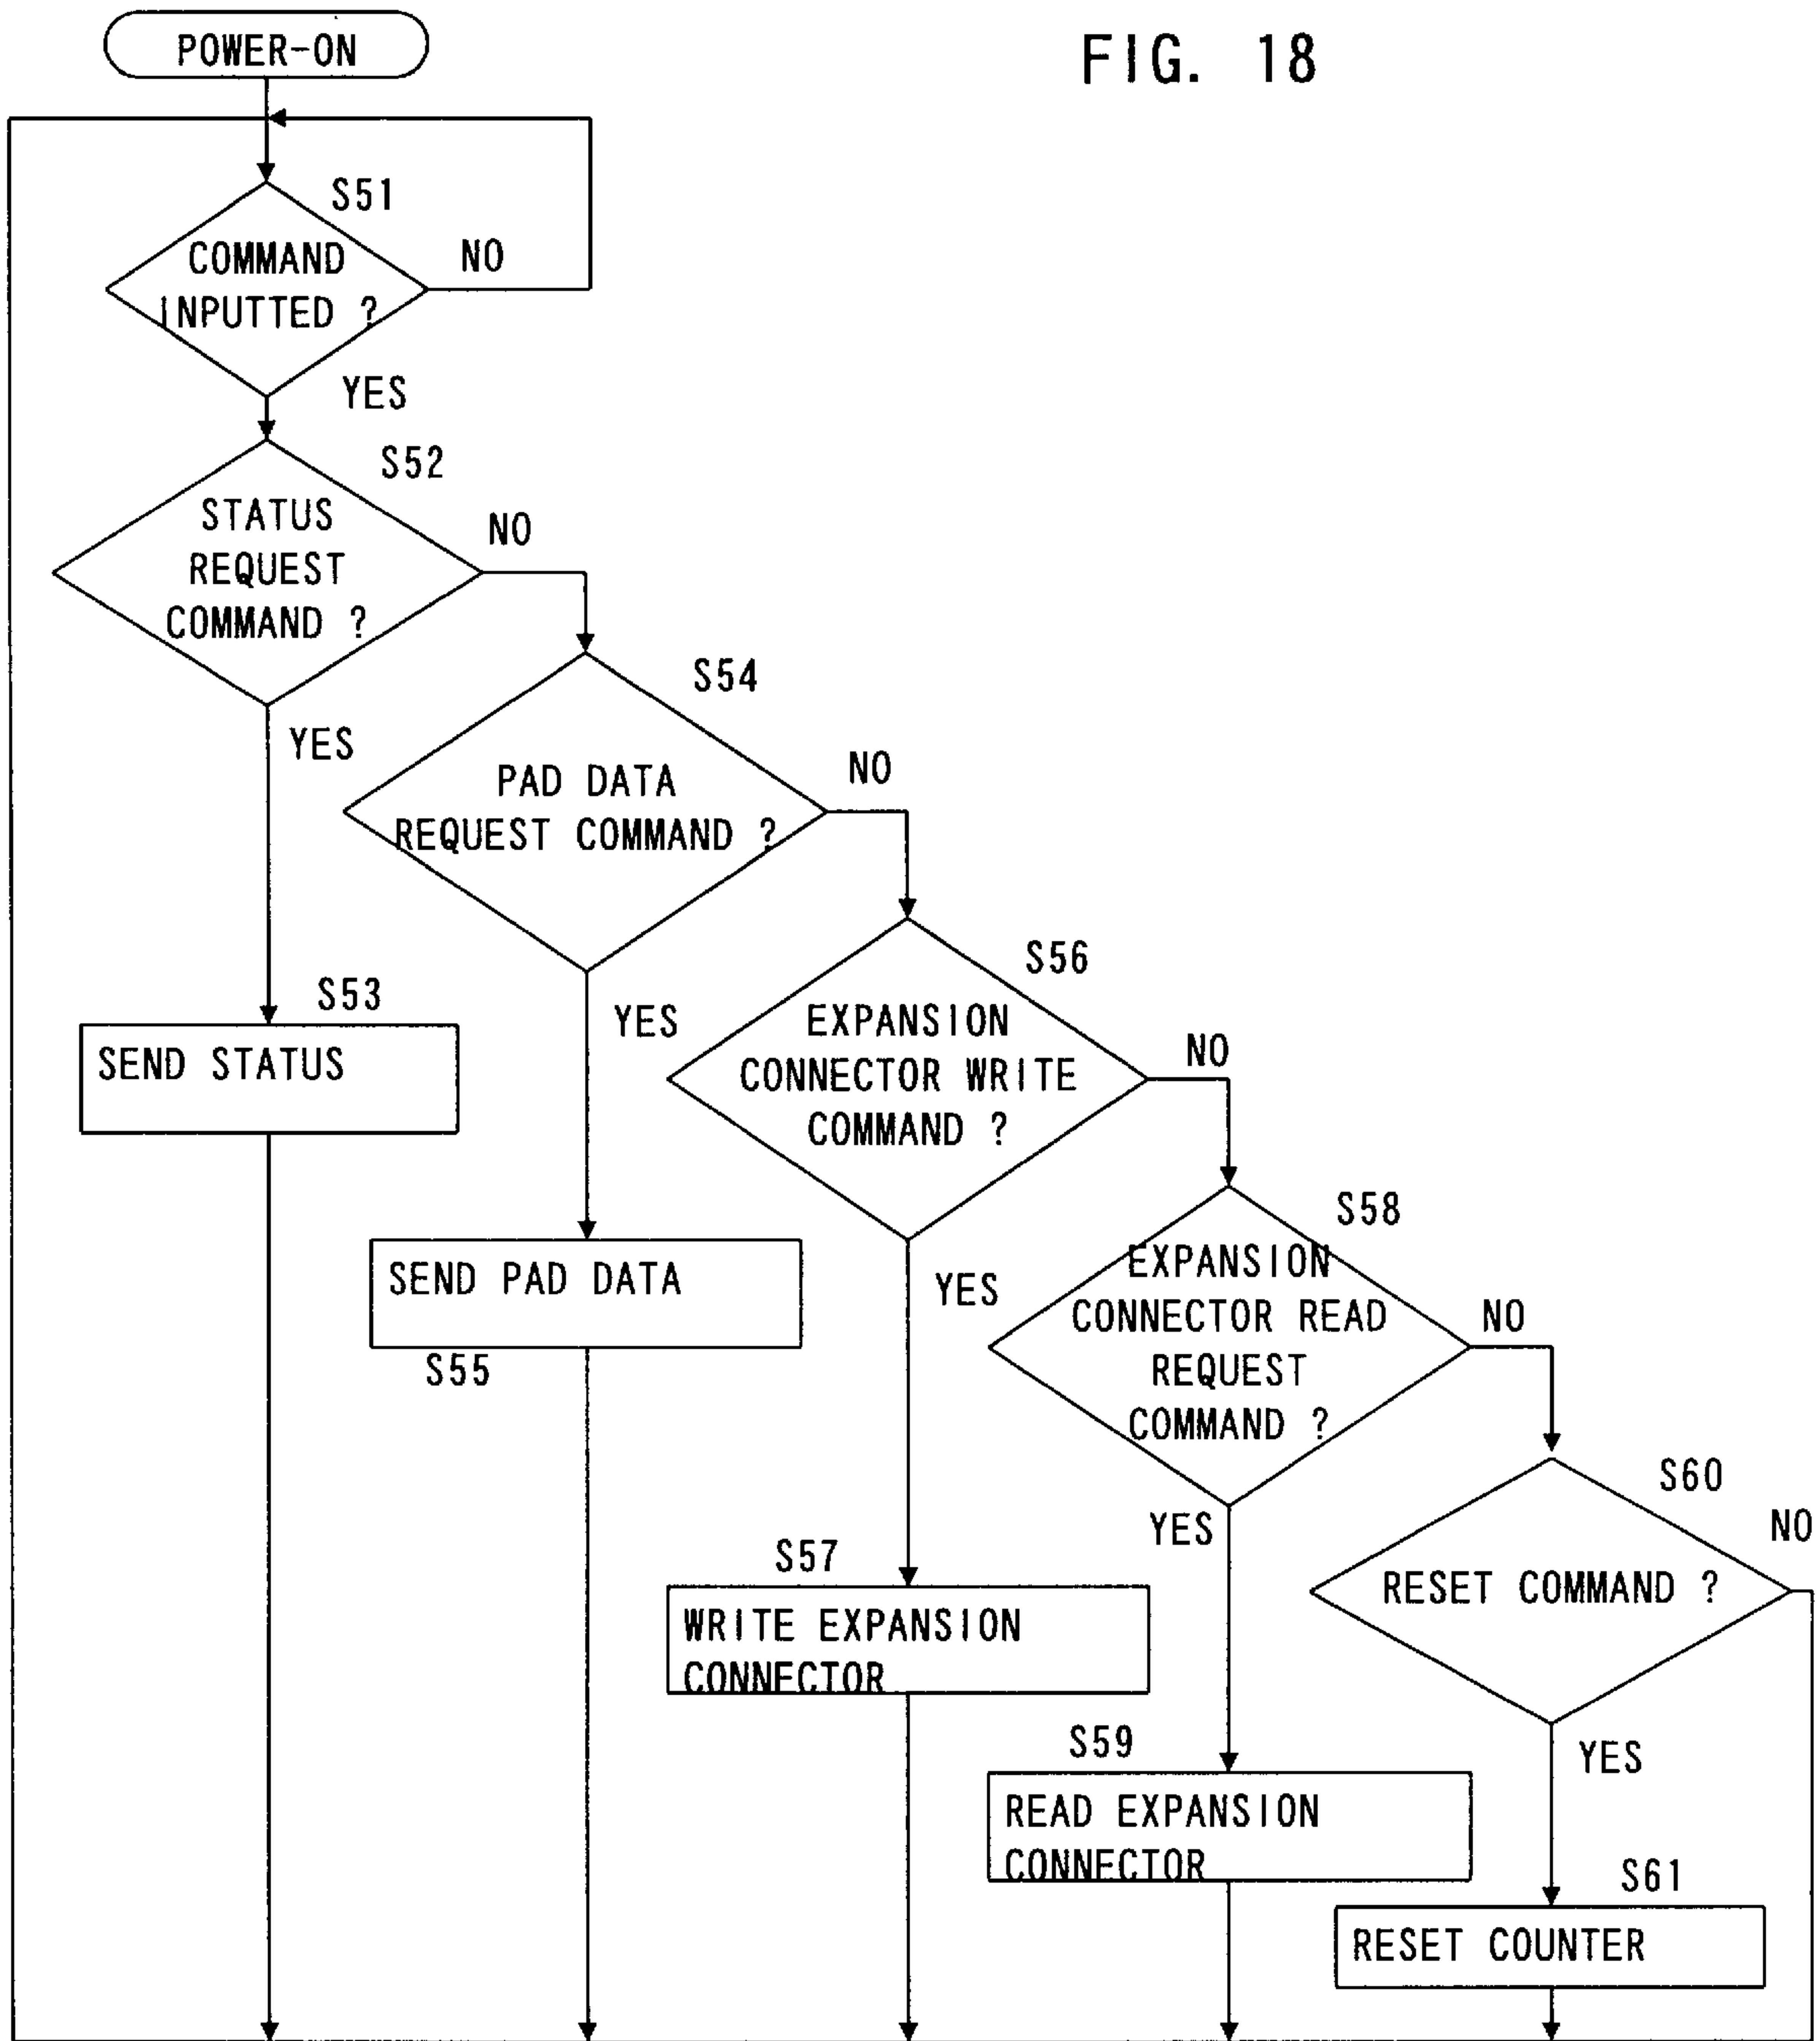 POWER-ON
FIG. 18
S51
COMMAND
INPUTTED ?
NO
YES
S52
STATUS
REQUEST
COMMAND ?
NO
YES
S54
PAD DATA
REQUEST COMMAND ?
NO
YES
S53
SEND STATUS
S56
EXPANSION
CONNECTOR WRITE
COMMAND ?
NO
YES
SEND PAD DATA
S55
S58
EXPANSION
CONNECTOR READ
REQUEST
COMMAND ?
NO
YES
S57
WRITE EXPANSION
CONNECTOR
S60
RESET COMMAND ?
NO
YES
S59
READ EXPANSION
CONNECTOR
S61
RESET COUNTER